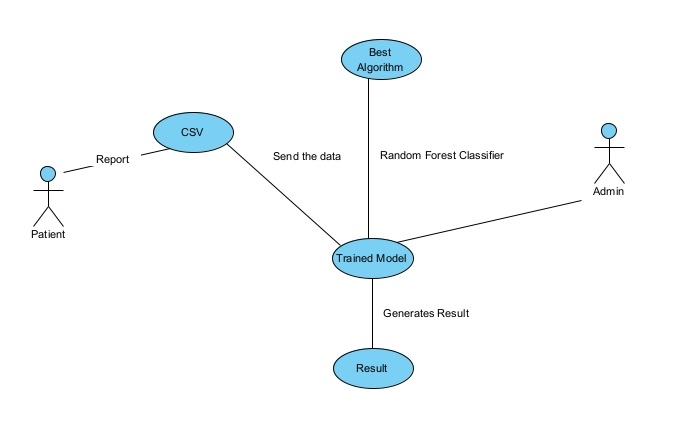 Best
Algorithm
CSV
Report
Send the data
Random Forest Classifier
Patient
Admin
Trained Model
Generates Result
Result